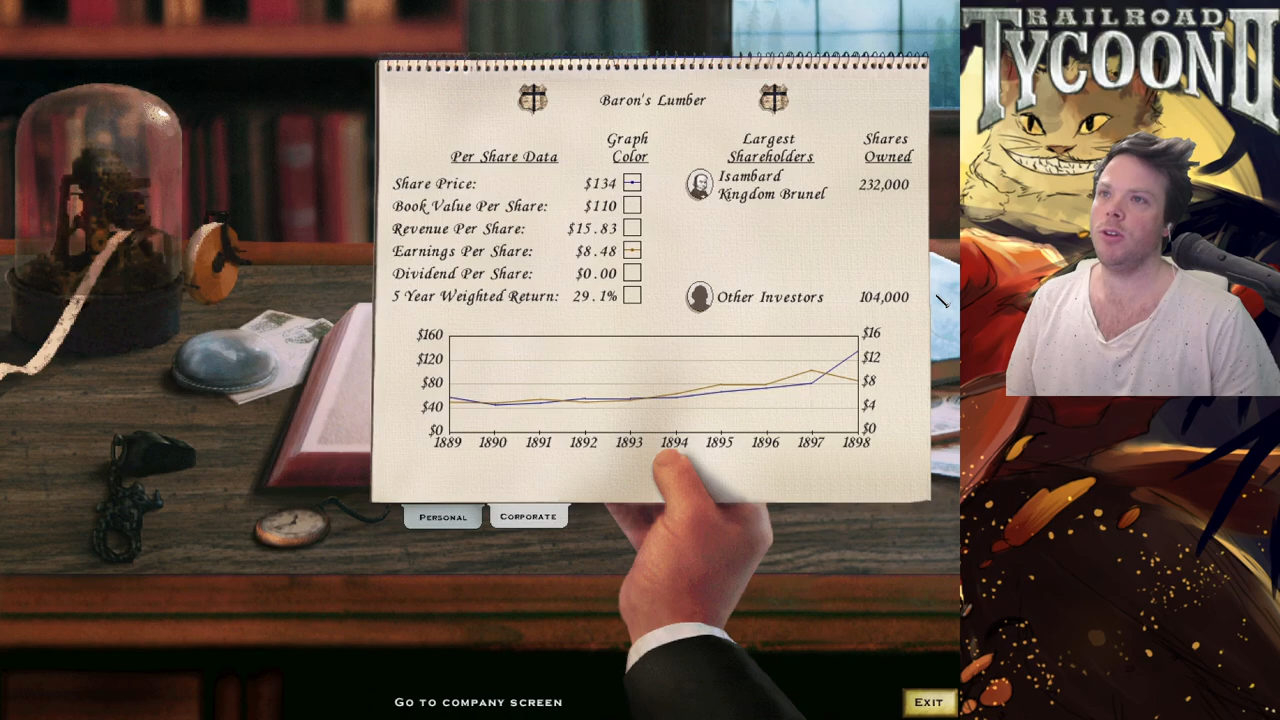 RAILROAD
TYCOON II
Baron's Lumber
Graph
Color
Largest
Shareholders
Shares
Owned
Per Share Data
Share Price: $134
Isambard
Kingdom Brunel 232,000
Book Value Per Share: $110
Revenue Per Share: $15.83
Earnings Per Share: $8.48
Dividend Per Share: $0.00
5 Year Weighted Return: 29.1%
Other Investors 104,000
$160 $16
$120 $12
$80 $8
$40 $4
$0 $0
1889 1890 1891 1892 1893 1894 1895 1896 1897 1898
PERSONAL CORPORATE
GO TO COMPANY SCREEN
EXIT